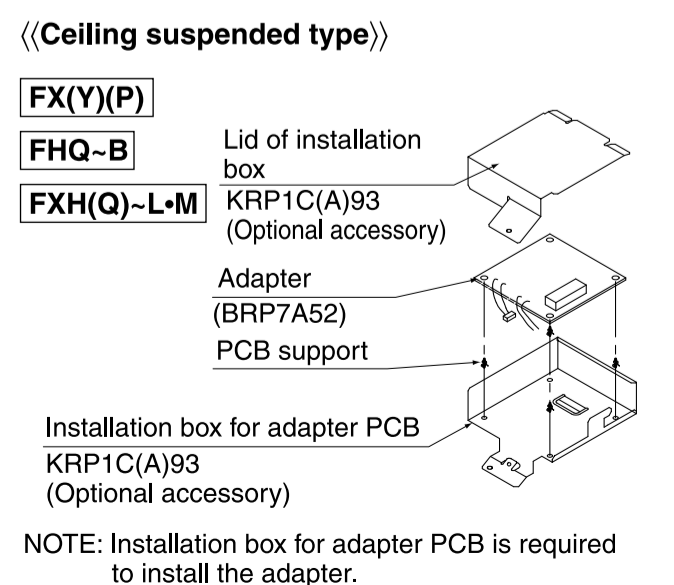 ⟨⟨Ceiling suspended type⟩⟩
FX(Y)(P)
FHQ~B
FXH(Q)~L•M
Lid of installation
box
KRP1C(A)93
(Optional accessory)
Adapter
(BRP7A52)
PCB support
Installation box for adapter PCB
KRP1C(A)93
(Optional accessory)
NOTE: Installation box for adapter PCB is required
to install the adapter.